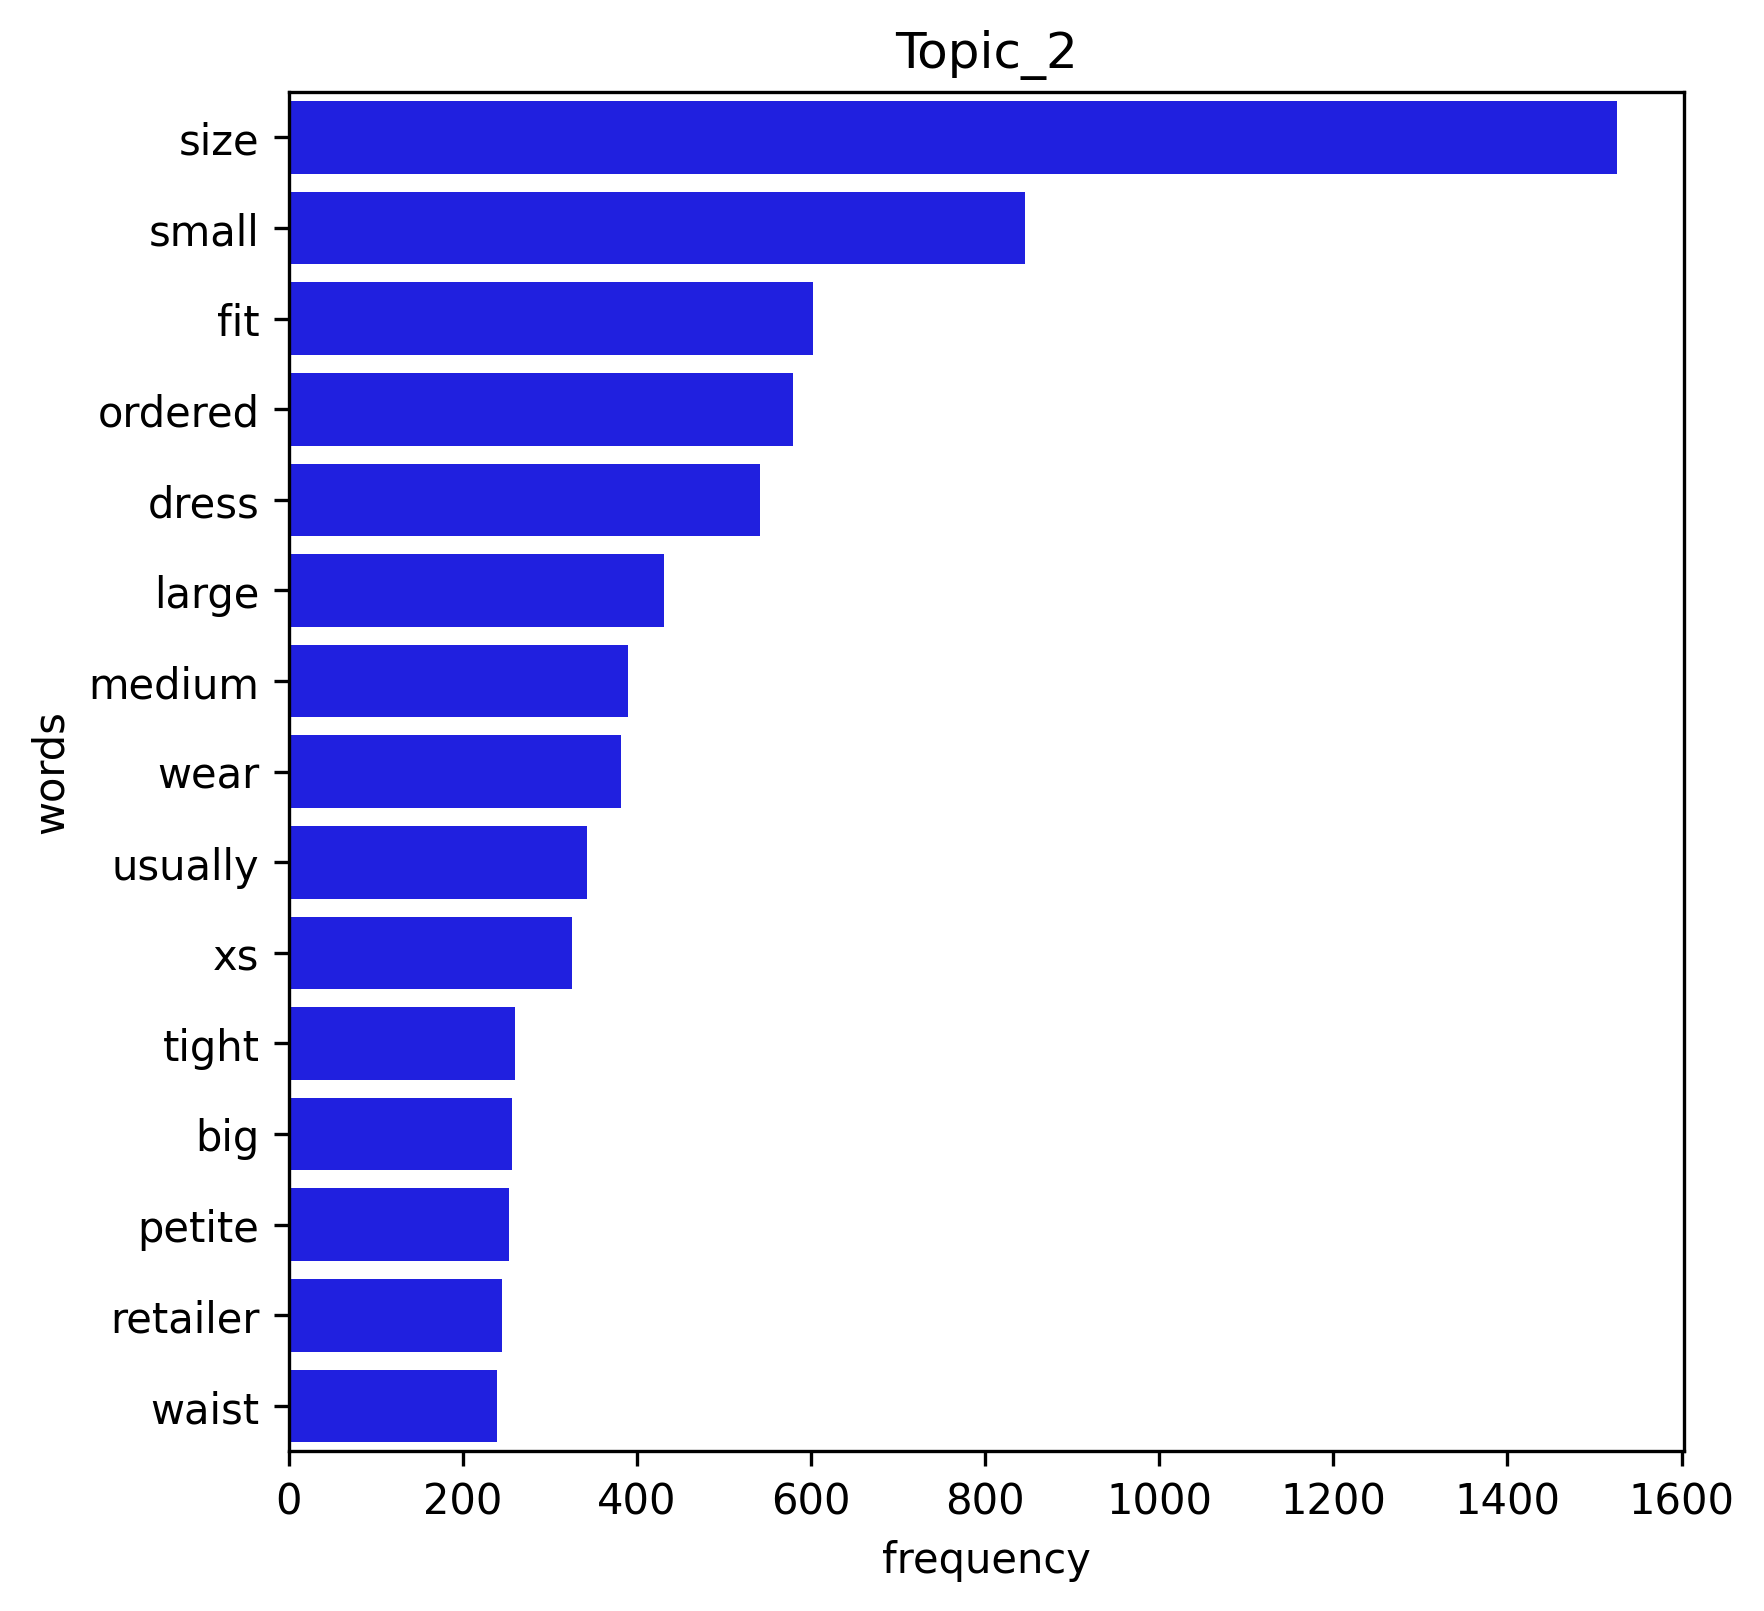 Topic_2
size
small
fit
ordered
dress
large
medium
wear
usually
xs
tight
big
petite
retailer
waist
words
0 200 400 600 800 1000 1200 1400 1600
frequency